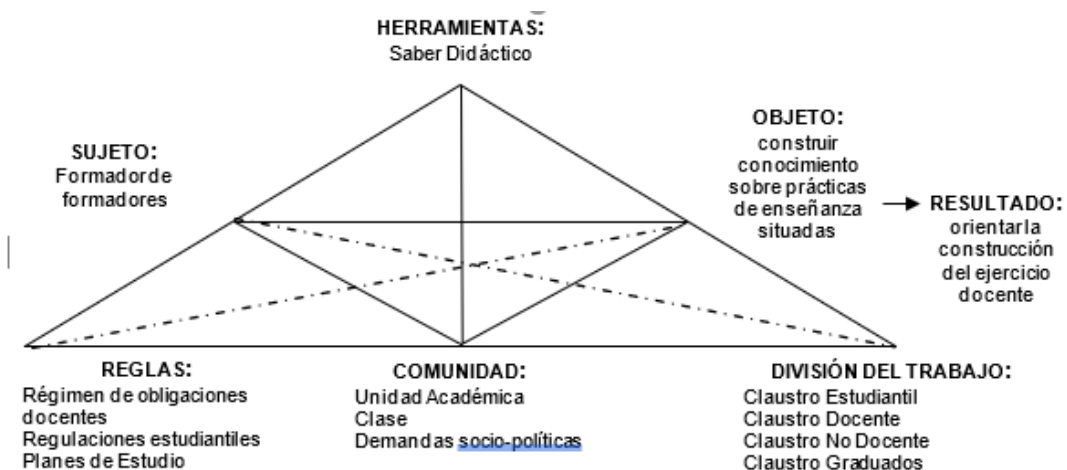 HERRAMIENTAS:
Saber Didáctico
SUJETO:
Formador de
formadores
OBJETO:
construir
conocimiento
sobre prácticas
de enseñanza
situadas
RESULTADO:
orientar la
construcción
del ejercicio
docente
REGLAS:
Régimen de obligaciones
docentes
Regulaciones estudiantiles
Planes de Estudio
COMUNIDAD:
Unidad Académica
Clase
Demandas socio-políticas
DIVISIÓN DEL TRABAJO:
Claustro Estudiantil
Claustro Docente
Claustro No Docente
Claustro Graduados